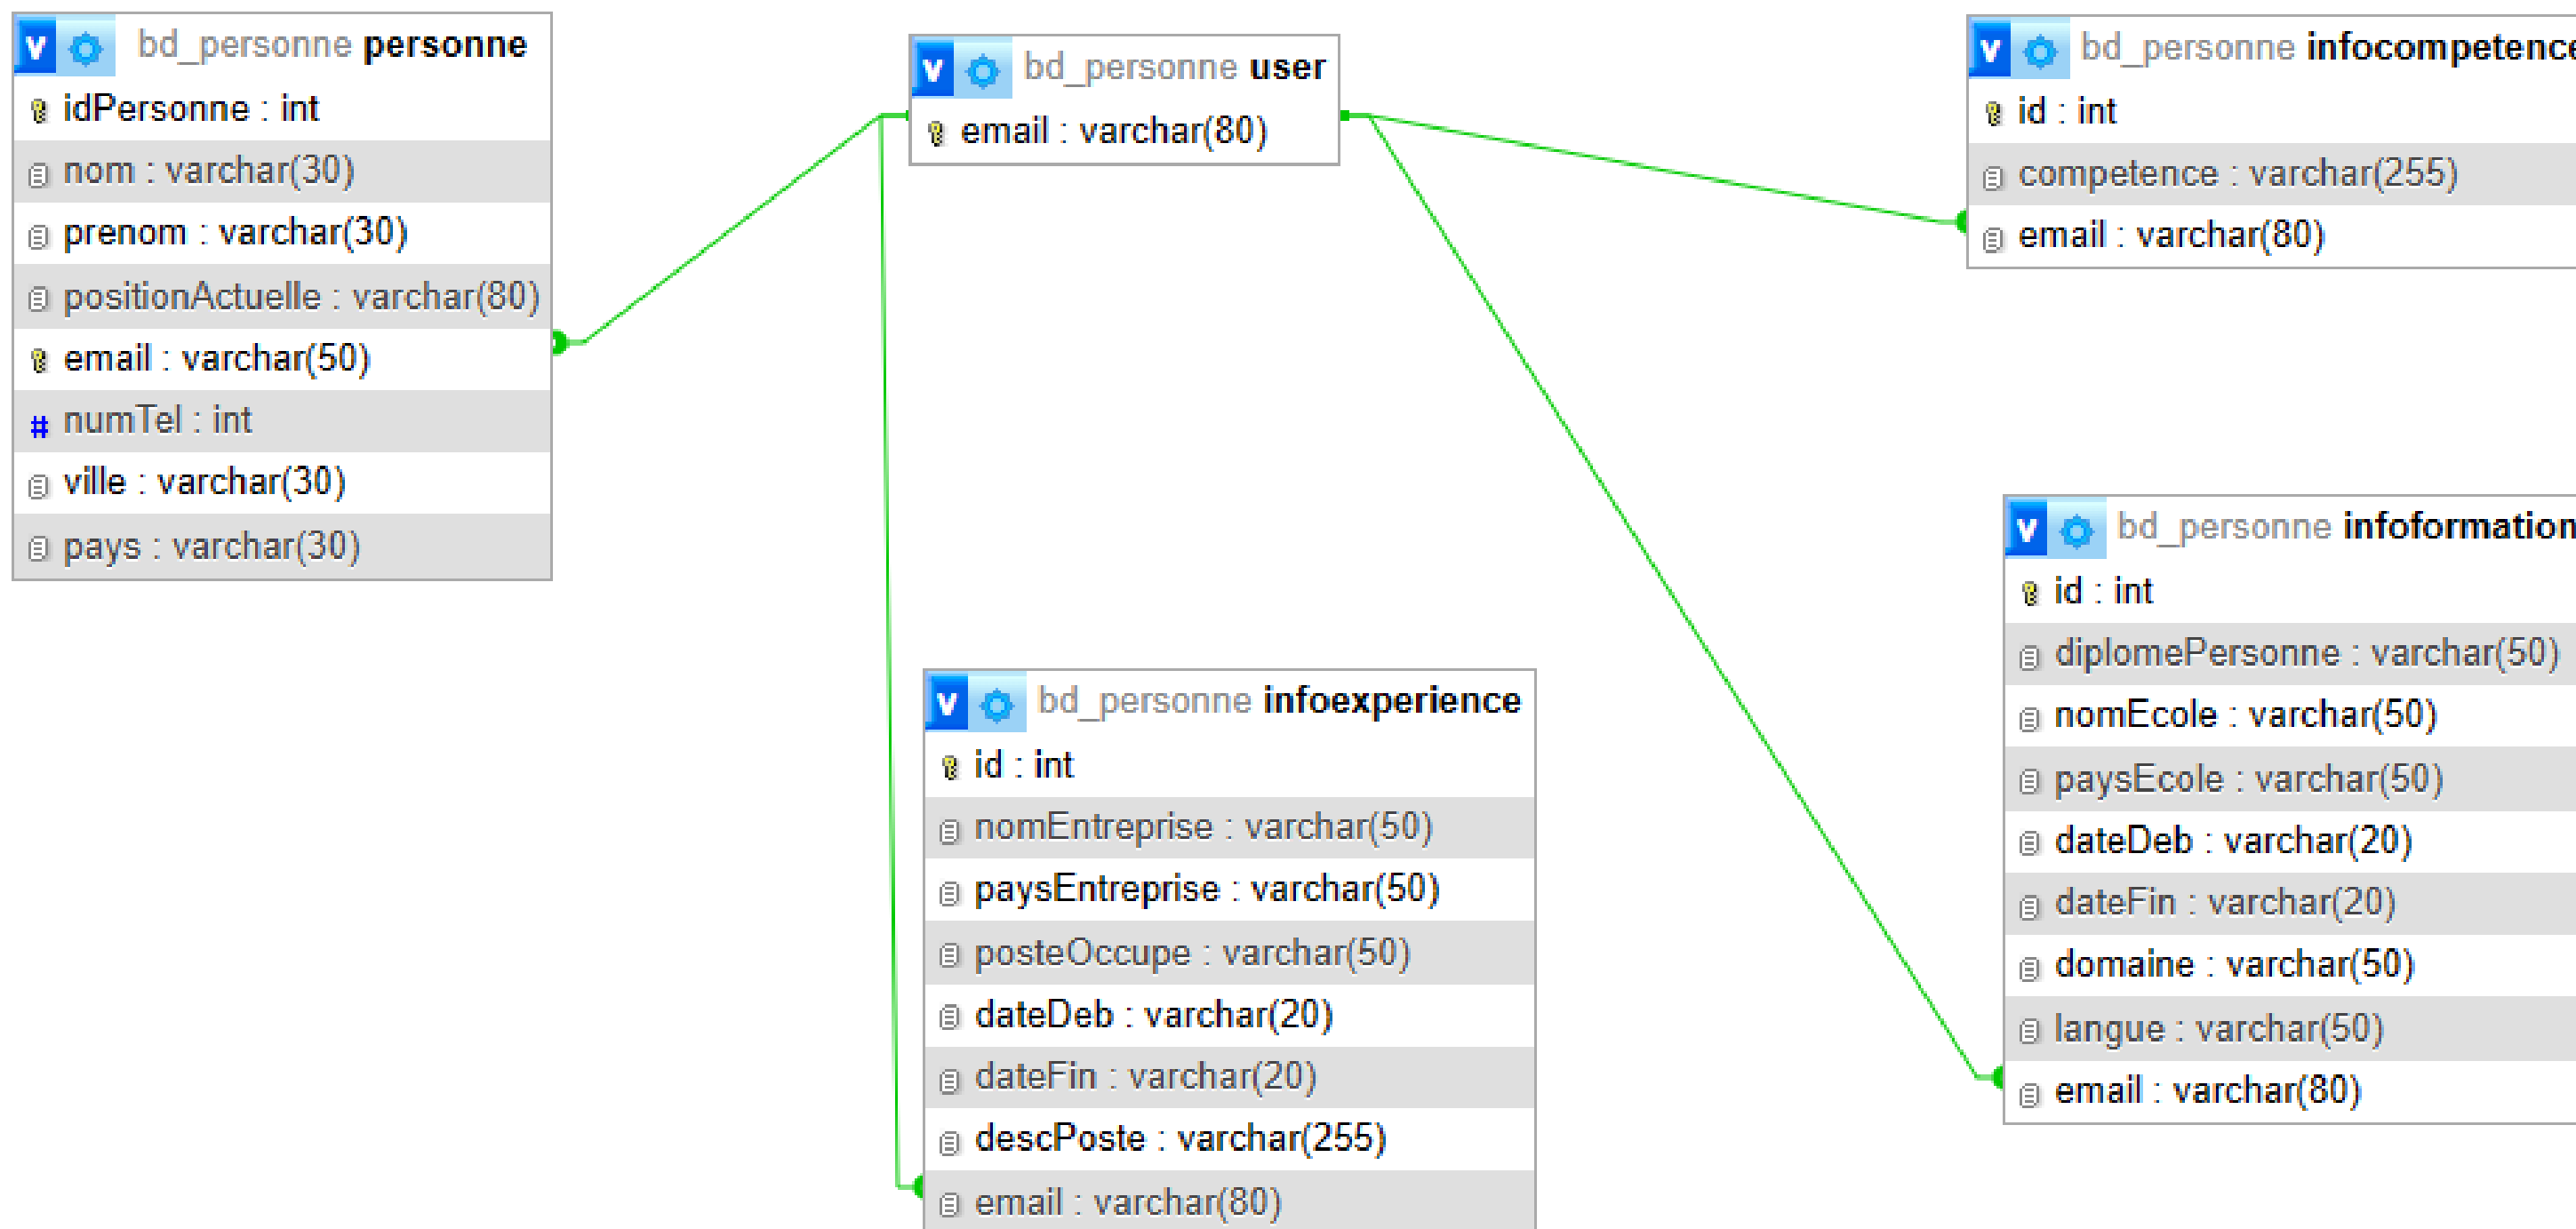 v bd_personne personne
idPersonne : int
nom : varchar(30)
prenom : varchar(30)
positionActuelle : varchar(80)
email : varchar(50)
# numTel : int
ville : varchar(30)
pays : varchar(30)
v bd_personne user
email : varchar(80)
v bd_personne infoexperience
id : int
nomEntreprise : varchar(50)
paysEntreprise : varchar(50)
posteOccupe : varchar(50)
dateDeb : varchar(20)
dateFin : varchar(20)
descPoste : varchar(255)
email : varchar(80)
v bd_personne infocompetence
id : int
competence : varchar(255)
email : varchar(80)
v bd_personne infoformation
id : int
diplomePersonne : varchar(50)
nomEcole : varchar(50)
paysEcole : varchar(50)
dateDeb : varchar(20)
dateFin : varchar(20)
domaine : varchar(50)
langue : varchar(50)
email : varchar(80)